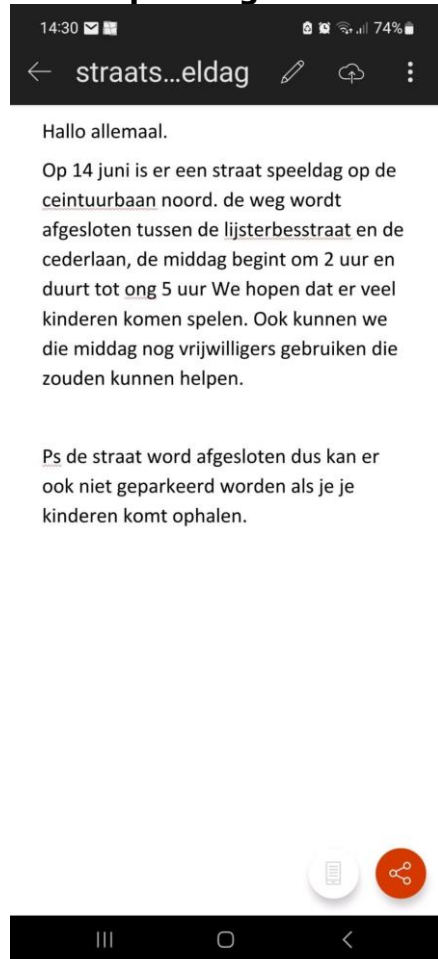 14:30 74%
straats...eldag
Hallo allemaal.
Op 14 juni is er een straat speeldag op de
ceintuurbaan noord. de weg wordt
afgesloten tussen de lijsterbesstraat en de
cederlaan, de middag begint om 2 uur en
duurt tot ong 5 uur We hopen dat er veel
kinderen komen spelen. Ook kunnen we
die middag nog vrijwilligers gebruiken die
zouden kunnen helpen.
Ps de straat word afgesloten dus kan er
ook niet geparkeerd worden als je je
kinderen komt ophalen.